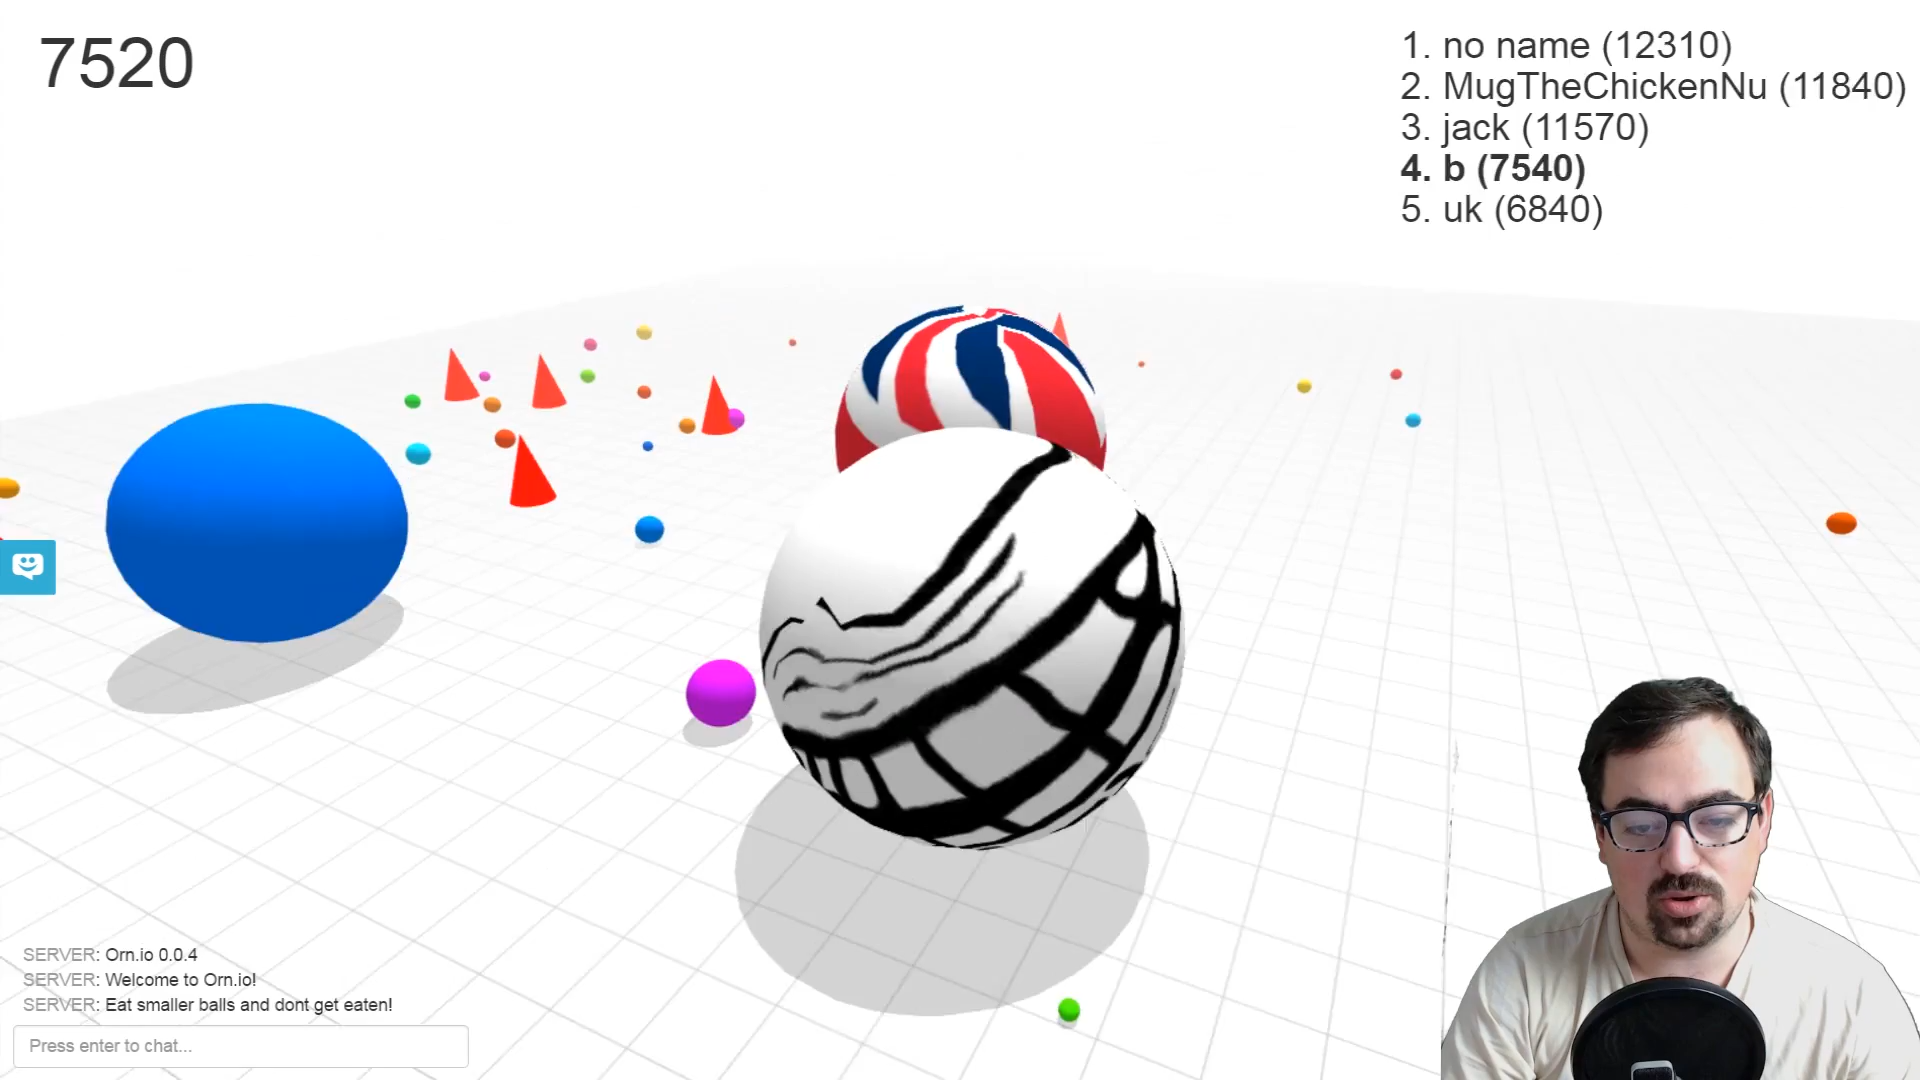 7520
1. no name (12310)
2. MugTheChickenNu (11840)
3. jack (11570)
4. b (7540)
5. uk (6840)
SERVER: Orn.io 0.0.4
SERVER: Welcome to Orn.io!
SERVER: Eat smaller balls and dont get eaten!
Press enter to chat...